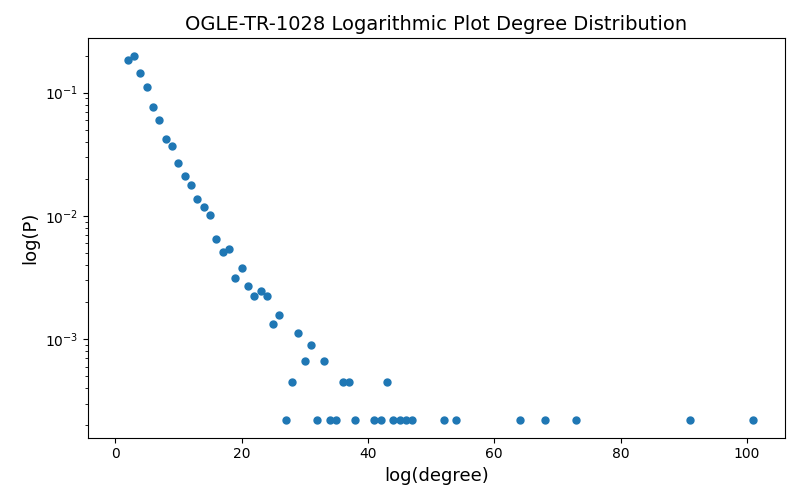 OGLE-TR-1028 Logarithmic Plot Degree Distribution
log(P)
10⁻¹
10⁻²
10⁻³
0 20 40 60 80 100
log(degree)